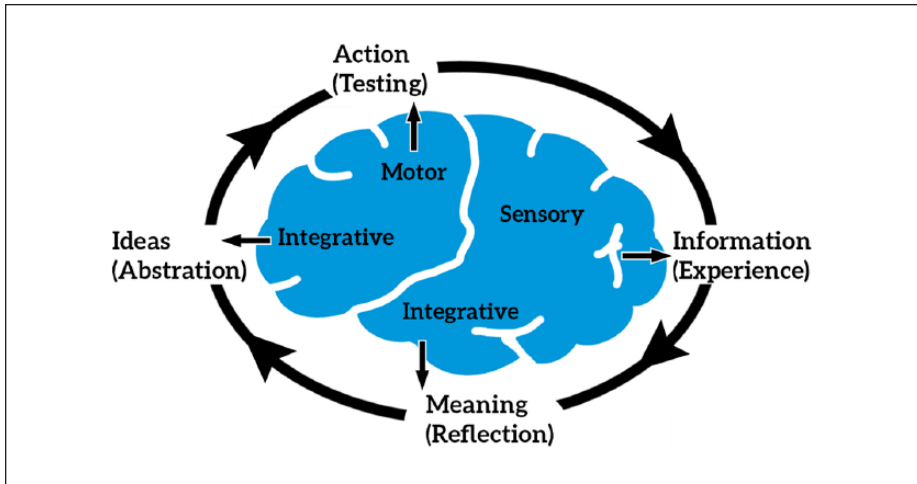 Action
(Testing)
Motor
Sensory
Ideas
(Abstration)
Integrative
Information
(Experience)
Integrative
Meaning
(Reflection)